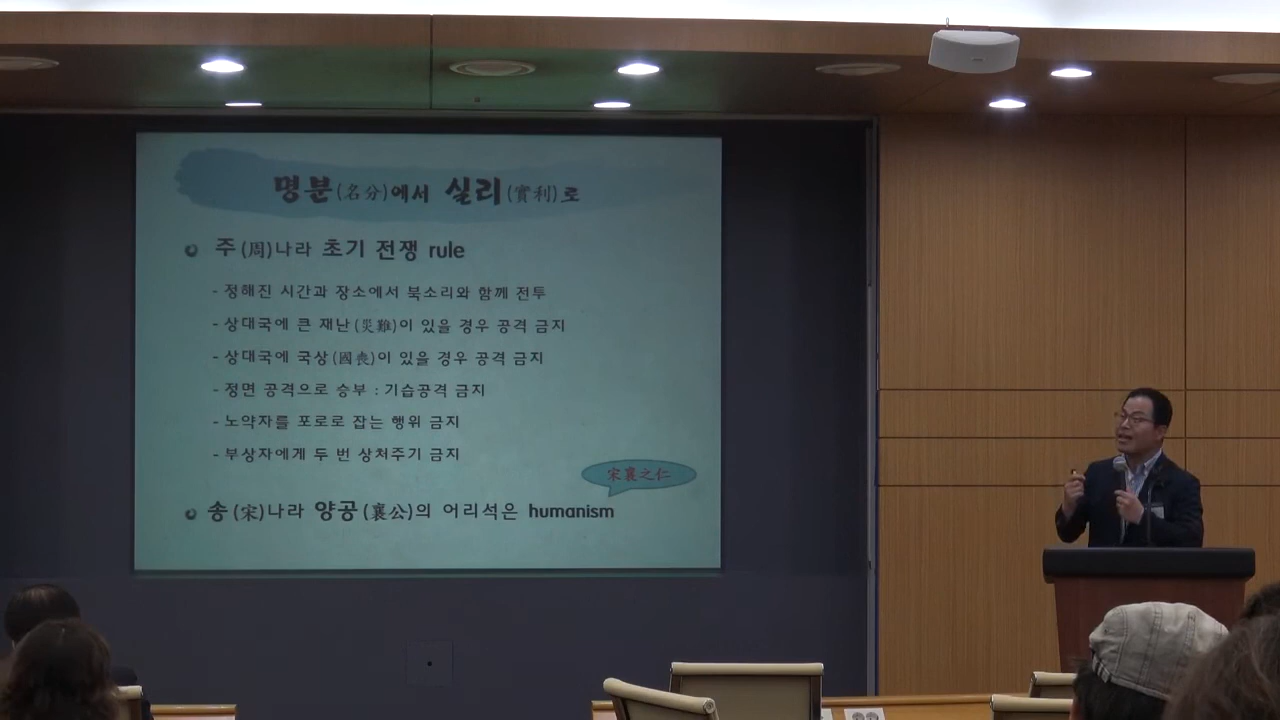 명분(名分)에서 실리(實利)로
주(周)나라 초기 전쟁 rule
- 정해진 시간과 장소에서 북소리와 함께 전투
- 상대국에 큰 재난(災難)이 있을 경우 공격 금지
- 상대국에 국상(國喪)이 있을 경우 공격 금지
- 정면 공격으로 승부 : 기습공격 금지
- 노약자를 포로로 잡는 행위 금지
- 부상자에게 두 번 상처주기 금지
宋襄之仁
송(宋)나라 양공(襄公)의 어리석은 humanism